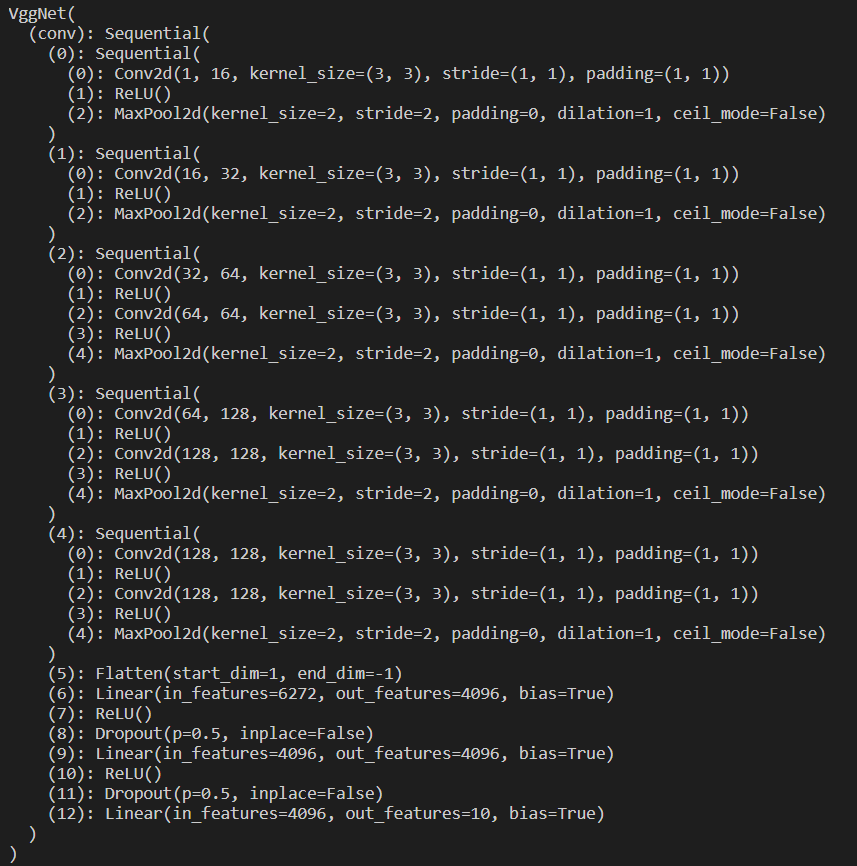 VggNet(
  (conv): Sequential(
    (0): Sequential(
      (0): Conv2d(1, 16, kernel_size=(3, 3), stride=(1, 1), padding=(1, 1))
      (1): ReLU()
      (2): MaxPool2d(kernel_size=2, stride=2, padding=0, dilation=1, ceil_mode=False)
    )
    (1): Sequential(
      (0): Conv2d(16, 32, kernel_size=(3, 3), stride=(1, 1), padding=(1, 1))
      (1): ReLU()
      (2): MaxPool2d(kernel_size=2, stride=2, padding=0, dilation=1, ceil_mode=False)
    )
    (2): Sequential(
      (0): Conv2d(32, 64, kernel_size=(3, 3), stride=(1, 1), padding=(1, 1))
      (1): ReLU()
      (2): Conv2d(64, 64, kernel_size=(3, 3), stride=(1, 1), padding=(1, 1))
      (3): ReLU()
      (4): MaxPool2d(kernel_size=2, stride=2, padding=0, dilation=1, ceil_mode=False)
    )
    (3): Sequential(
      (0): Conv2d(64, 128, kernel_size=(3, 3), stride=(1, 1), padding=(1, 1))
      (1): ReLU()
      (2): Conv2d(128, 128, kernel_size=(3, 3), stride=(1, 1), padding=(1, 1))
      (3): ReLU()
      (4): MaxPool2d(kernel_size=2, stride=2, padding=0, dilation=1, ceil_mode=False)
    )
    (4): Sequential(
      (0): Conv2d(128, 128, kernel_size=(3, 3), stride=(1, 1), padding=(1, 1))
      (1): ReLU()
      (2): Conv2d(128, 128, kernel_size=(3, 3), stride=(1, 1), padding=(1, 1))
      (3): ReLU()
      (4): MaxPool2d(kernel_size=2, stride=2, padding=0, dilation=1, ceil_mode=False)
    )
    (5): Flatten(start_dim=1, end_dim=-1)
    (6): Linear(in_features=6272, out_features=4096, bias=True)
    (7): ReLU()
    (8): Dropout(p=0.5, inplace=False)
    (9): Linear(in_features=4096, out_features=4096, bias=True)
    (10): ReLU()
    (11): Dropout(p=0.5, inplace=False)
    (12): Linear(in_features=4096, out_features=10, bias=True)
  )
)